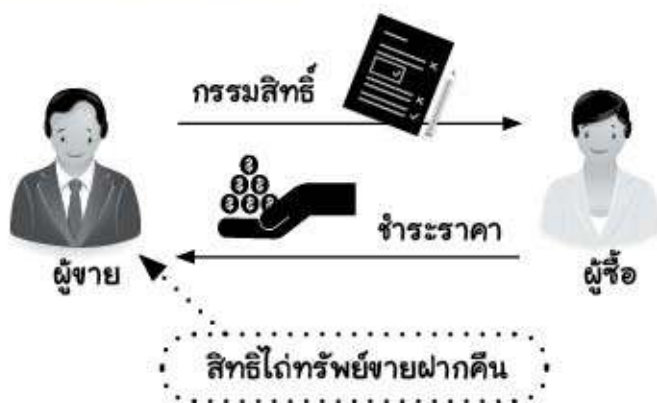 กรรมสิทธิ์
ชำระราคา
ผู้ขาย
ผู้ซื้อ
สิทธิไถ่ทรัพย์ขายฝากคืน